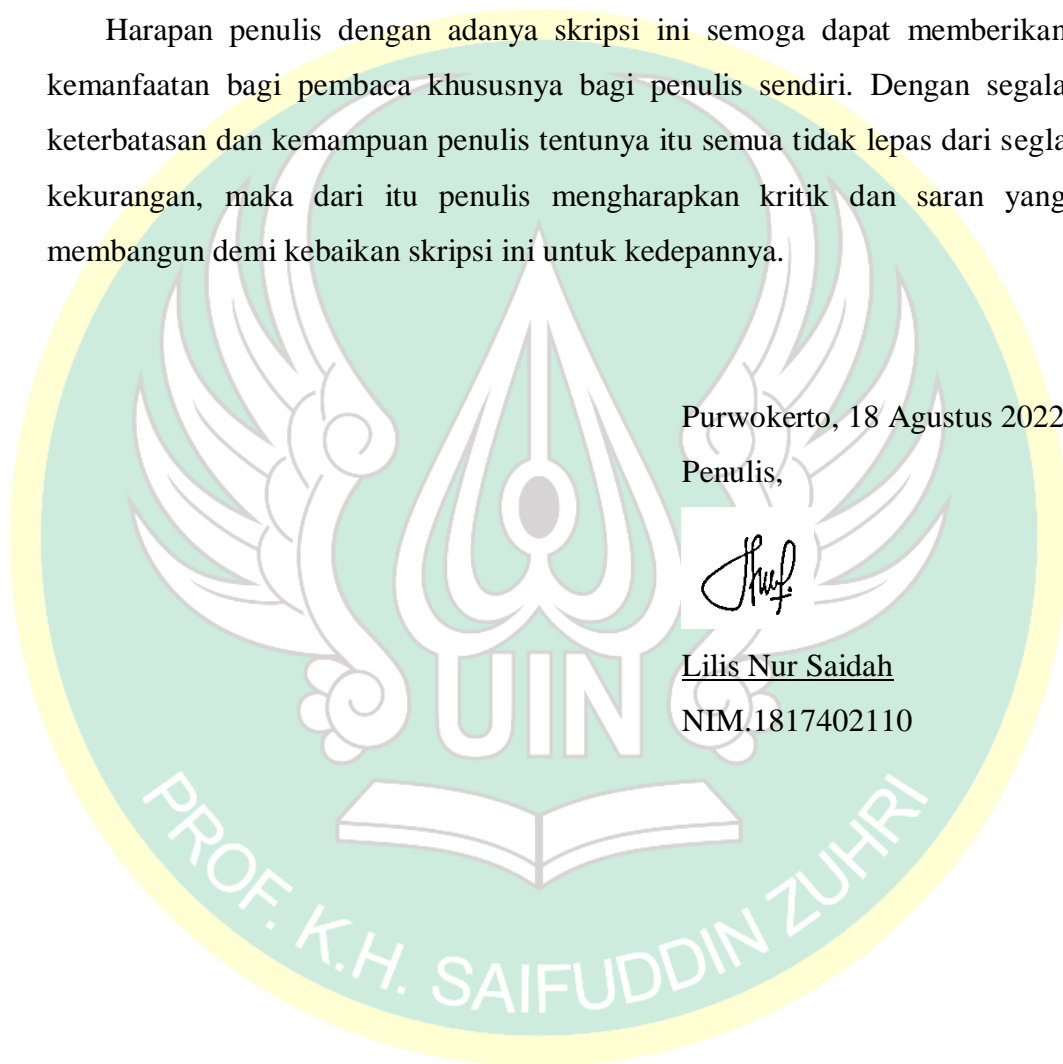 Harapan penulis dengan adanya skripsi ini semoga dapat memberikan
kemanfaatan bagi pembaca khususnya bagi penulis sendiri. Dengan segala
keterbatasan dan kemampuan penulis tentunya itu semua tidak lepas dari segla
kekurangan, maka dari itu penulis mengharapkan kritik dan saran yang
membangun demi kebaikan skripsi ini untuk kedepannya.
Purwokerto, 18 Agustus 2022
Penulis,
Lilis Nur Saidah
NIM.1817402110
UIN
PROF. K.H. SAIFUDDIN ZUHRI